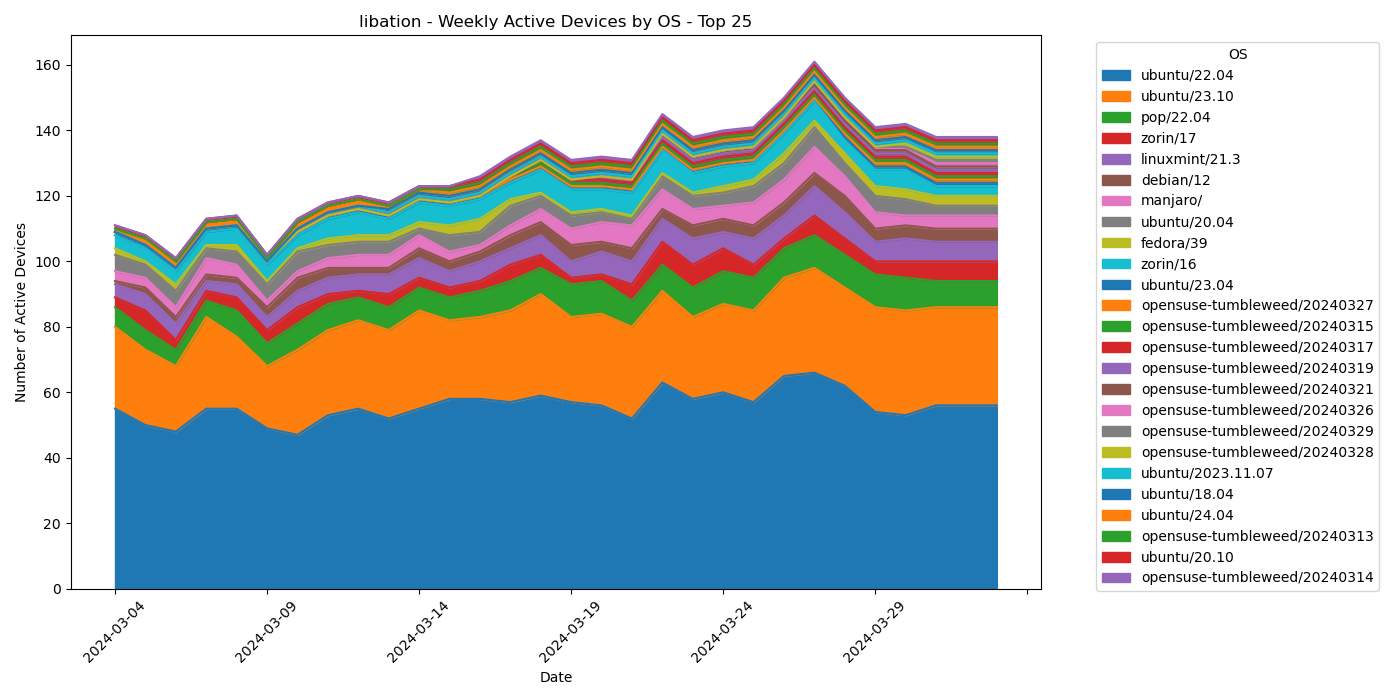 libation - Weekly Active Devices by OS - Top 25
160
140
120
100
80
60
40
20
0
Number of Active Devices
2024-03-04
2024-03-09
2024-03-14
2024-03-19
2024-03-24
2024-03-29
Date
OS
ubuntu/22.04
ubuntu/23.10
pop/22.04
zorin/17
linuxmint/21.3
debian/12
manjaro/
ubuntu/20.04
fedora/39
zorin/16
ubuntu/23.04
opensuse-tumbleweed/20240327
opensuse-tumbleweed/20240315
opensuse-tumbleweed/20240317
opensuse-tumbleweed/20240319
opensuse-tumbleweed/20240321
opensuse-tumbleweed/20240326
opensuse-tumbleweed/20240329
opensuse-tumbleweed/20240328
ubuntu/2023.11.07
ubuntu/18.04
ubuntu/24.04
opensuse-tumbleweed/20240313
ubuntu/20.10
opensuse-tumbleweed/20240314